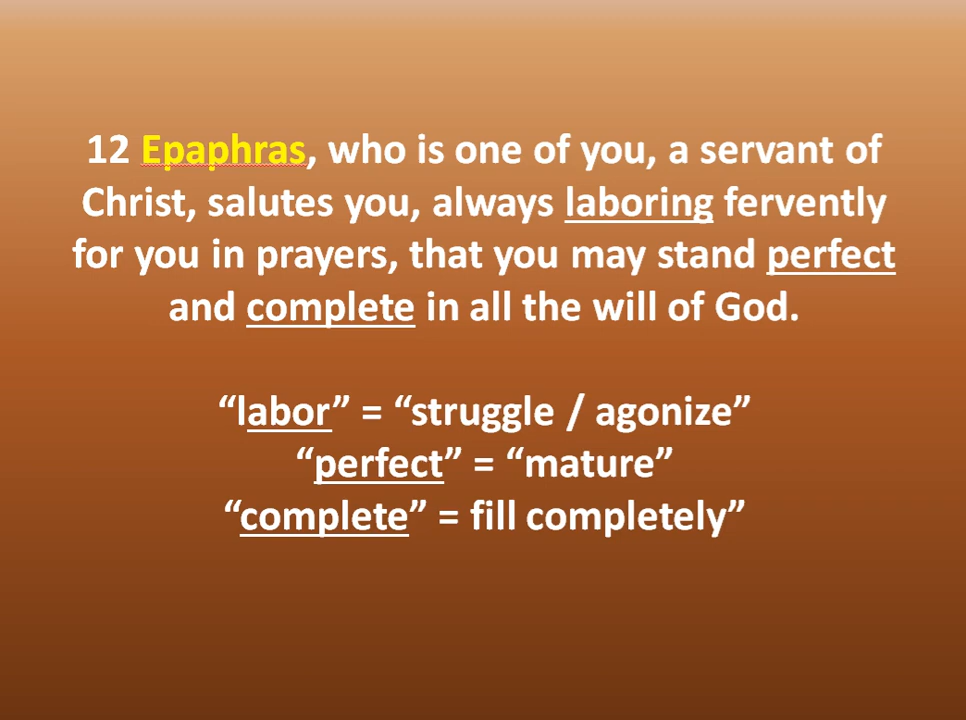 12 Epaphras, who is one of you, a servant of
Christ, salutes you, always laboring fervently
for you in prayers, that you may stand perfect
and complete in all the will of God.
“labor” = “struggle / agonize”
“perfect” = “mature”
“complete” = fill completely”